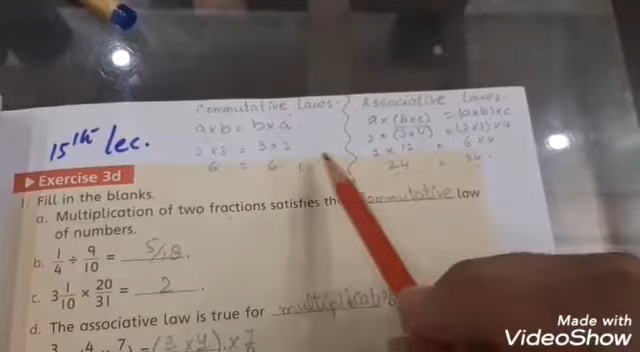 Commutative Laws.
a×b = b×a
2×3 = 3×2
6 = 6
Associative Laws.
a×(b×c) = (a×b)×c
2×(3×4) = (2×3)×4
2×12 = 6×4
24 = 24.
15th lec.
Exercise 3d
1. Fill in the blanks.
a. Multiplication of two fractions satisfies the commutative law
of numbers.
b. 1/4 ÷ 9/10 = 5/18.
c. 3 1/10 × 20/31 = 2.
d. The associative law is true for multiplication
Made with
VideoShow